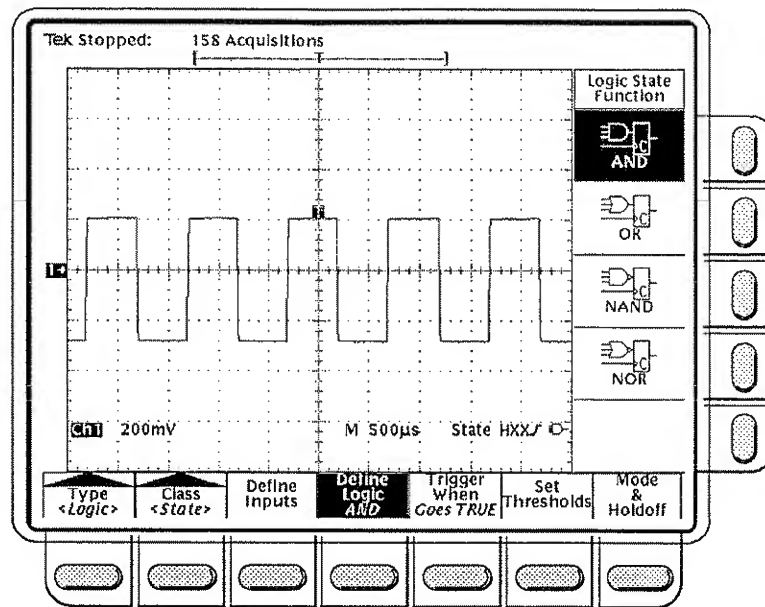 Tek Stopped: 158 Acquisitions
Logic State
Function
AND
OR
NAND
NOR
C
C
C
C
T
1
Ch1 200mV M 500µs State HXX
Type
<Logic>
Class
<State>
Define
Inputs
Define
Logic
AND
Trigger
When
Goes TRUE
Set
Thresholds
Mode
&
Holdoff